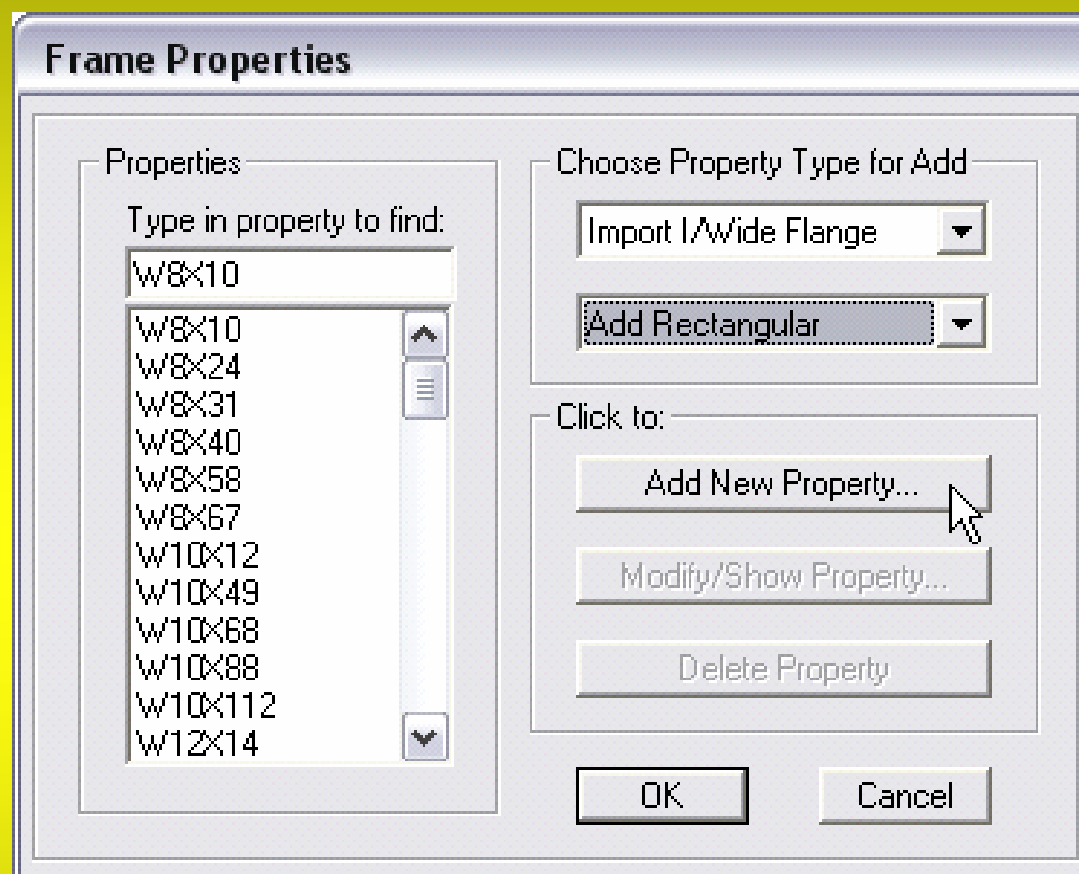 Frame Properties
Properties
Type in property to find:
W8X10
W8X10
W8X24
W8X31
W8X40
W8X58
W8X67
W10X12
W10X49
W10X68
W10X88
W10X112
W12X14
Choose Property Type for Add
Import I/Wide Flange
Add Rectangular
Click to:
Add New Property...
Modify/Show Property...
Delete Property
OK
Cancel